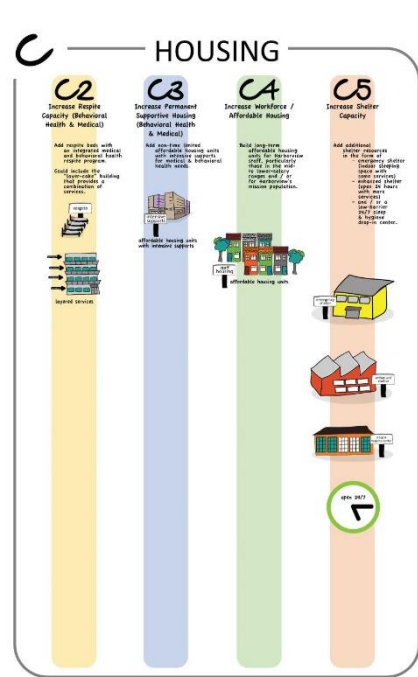 C HOUSING
C2
Increase Respite
Capacity (Behavioral
Health & Medical)
Add respite beds with
an integrated medical
and behavioral health
respite program.
Could include the
"layer-cake" building
that provides a
combination of
services.
respite
layered services
C3
Increase Permanent
Supportive Housing
(Behavioral Health
& Medical)
Add non-time limited
affordable housing units
with intensive supports
for medical & behavioral
health needs.
intensive
supports
affordable housing units
with intensive supports
C4
Increase Workforce /
Affordable Housing
Build long-term
affordable housing
units for Harborview
staff, particularly
those in the mid-
to lower-salary
ranges and / or
for Harborview's
mission population.
staff
housing
affordable housing units
C5
Increase Shelter
Capacity
Add additional
shelter resources
in the form of
- emergency shelter
(indoor sleeping
space with
some services)
- enhanced shelter
(open 24 hours
with more
services)
- and / or a
low-barrier
24/7 sleep
& hygiene
drop-in center.
emergency
shelter
enhanced
shelter
open 24/7